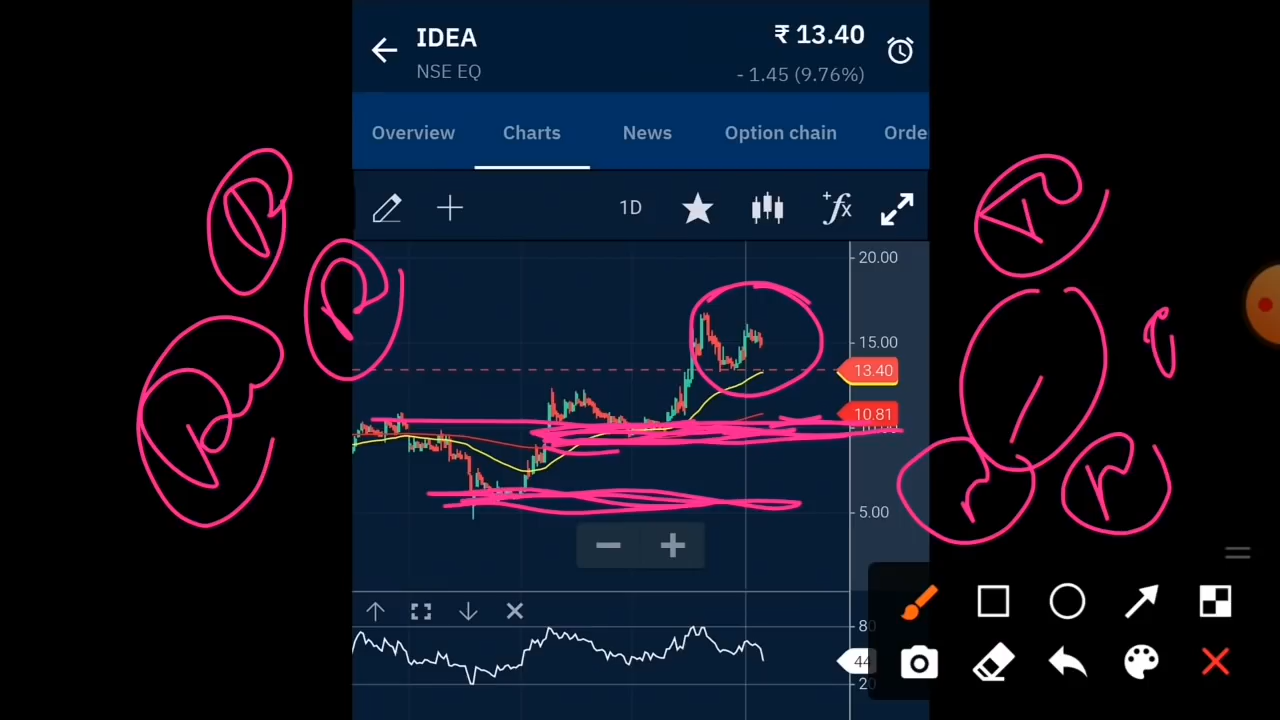 IDEA
₹ 13.40
NSE EQ
- 1.45 (9.76%)
Overview
Charts
News
Option chain
Orde
1D
fx
20.00
15.00
13.40
10.81
5.00
80
44
20